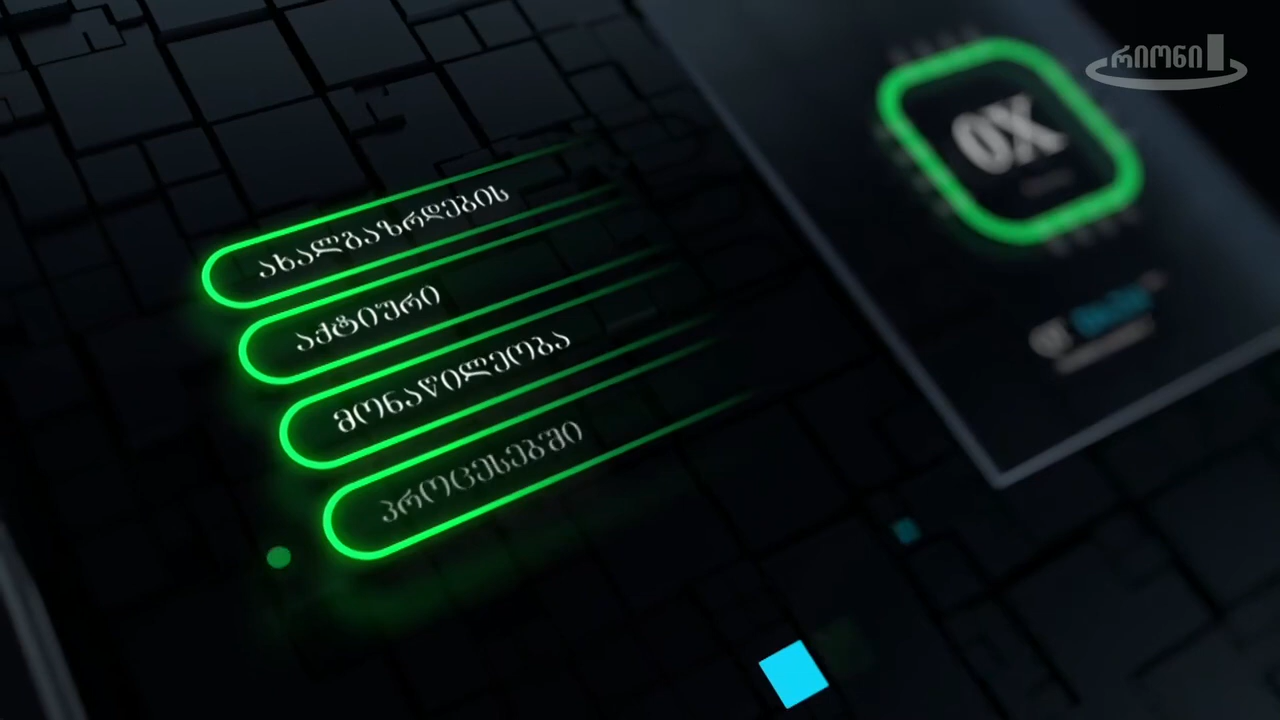 რიონი
0X
ახალგაზრდების
აქტიური
მონაწილეობა
პროცესებში